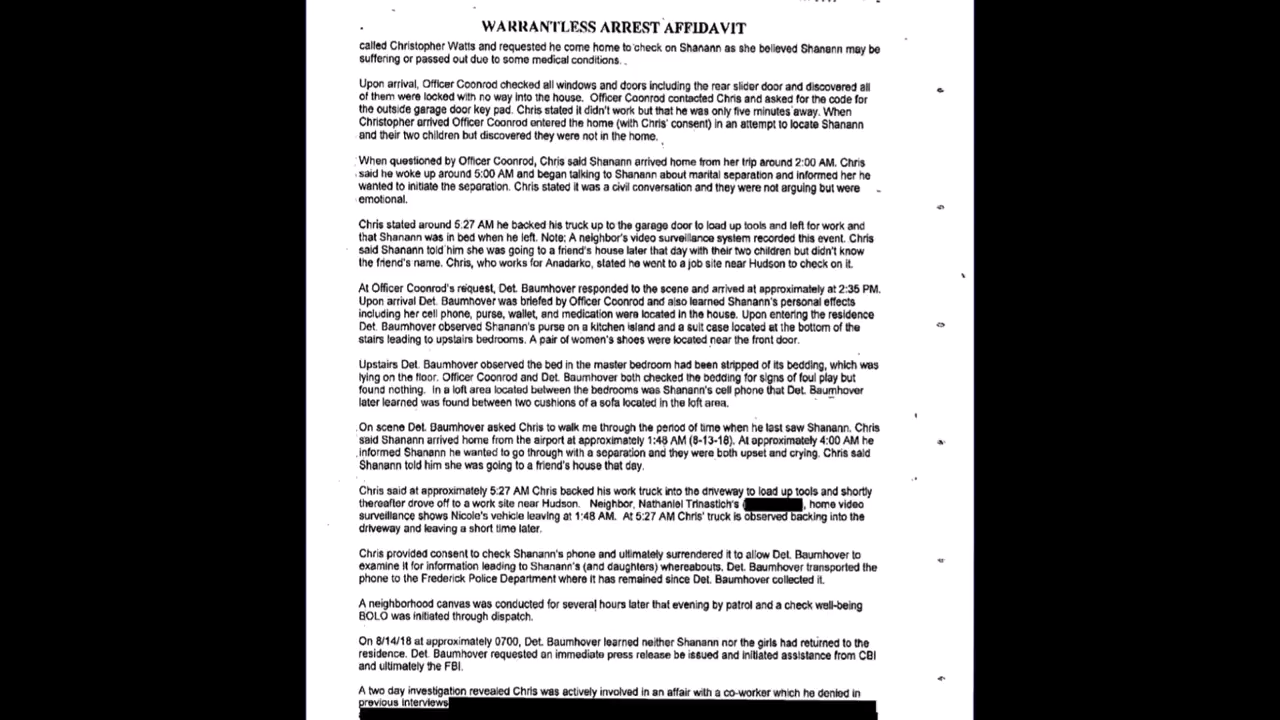 WARRANTLESS ARREST AFFIDAVIT
called Christopher Watts and requested he come home to check on Shanann as she believed Shanann may be
suffering or passed out due to some medical conditions.
Upon arrival, Officer Coonrod checked all windows and doors including the rear slider door and discovered all
of them were locked with no way into the house. Officer Coonrod contacted Chris and asked for the code for
the outside garage door key pad. Chris stated it didn't work but that he was only five minutes away. When
Christopher arrived Officer Coonrod entered the home (with Chris' consent) in an attempt to locate Shanann
and their two children but discovered they were not in the home.
When questioned by Officer Coonrod, Chris said Shanann arrived home from her trip around 2:00 AM. Chris
said he woke up around 5:00 AM and began talking to Shanann about marital separation and informed her he
wanted to initiate the separation. Chris stated it was a civil conversation and they were not arguing but were
emotional.
Chris stated around 5:27 AM he backed his truck up to the garage door to load up tools and left for work and
that Shanann was in bed when he left. Note: A neighbor's video surveillance system recorded this event. Chris
said Shanann told him she was going to a friend's house later that day with their two children but didn't know
the friend's name. Chris, who works for Anadarko, stated he went to a job site near Hudson to check on it.
At Officer Coonrod's request, Det. Baumhover responded to the scene and arrived at approximately at 2:35 PM.
Upon arrival Det. Baumhover was briefed by Officer Coonrod and also learned Shanann's personal effects
including her cell phone, purse, wallet, and medication were located in the house. Upon entering the residence
Det. Baumhover observed Shanann's purse on a kitchen island and a suit case located at the bottom of the
stairs leading to upstairs bedrooms. A pair of women's shoes were located near the front door.
Upstairs Det. Baumhover observed the bed in the master bedroom had been stripped of its bedding, which was
lying on the floor. Officer Coonrod and Det. Baumhover both checked the bedding for signs of foul play but
found nothing. In a loft area located between the bedrooms was Shanann's cell phone that Det. Baumhover
later learned was found between two cushions of a sofa located in the loft area.
On scene Det. Baumhover asked Chris to walk me through the period of time when he last saw Shanann. Chris
said Shanann arrived home from the airport at approximately 1:48 AM (8-13-18). At approximately 4:00 AM he
informed Shanann he wanted to go through with a separation and they were both upset and crying. Chris said
Shanann told him she was going to a friend's house that day.
Chris said at approximately 5:27 AM Chris backed his work truck into the driveway to load up tools and shortly
thereafter drove off to a work site near Hudson. Neighbor, Nathaniel Trinastich's ( , home video
surveillance shows Nicole's vehicle leaving at 1:48 AM. At 5:27 AM Chris' truck is observed backing into the
driveway and leaving a short time later.
Chris provided consent to check Shanann's phone and ultimately surrendered it to allow Det. Baumhover to
examine it for information leading to Shanann's (and daughters) whereabouts. Det. Baumhover transported the
phone to the Frederick Police Department where it has remained since Det. Baumhover collected it.
A neighborhood canvas was conducted for several hours later that evening by patrol and a check well-being
BOLO was initiated through dispatch.
On 8/14/18 at approximately 0700, Det. Baumhover learned neither Shanann nor the girls had returned to the
residence. Det. Baumhover requested an immediate press release be issued and initiated assistance from CBI
and ultimately the FBI.
A two day investigation revealed Chris was actively involved in an affair with a co-worker which he denied in
previous interviews